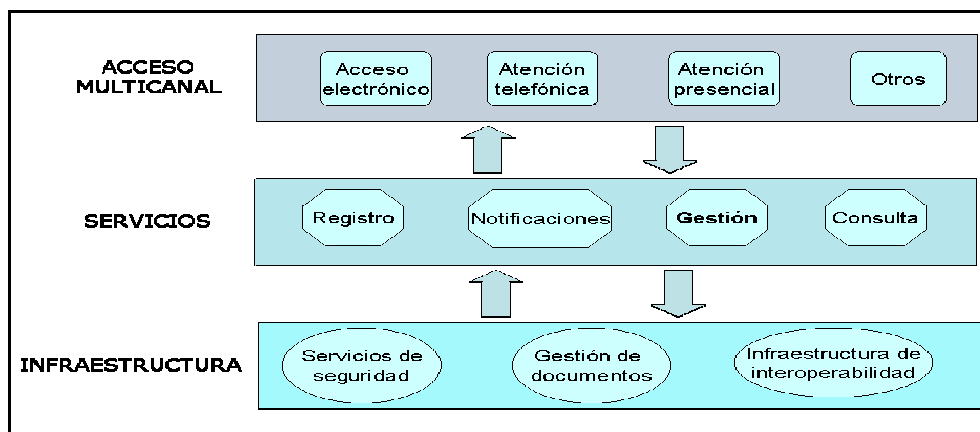 ACCESO
MULTICANAL
Acceso
electrónico
Atención
telefónica
Atención
presencial
Otros
SERVICIOS
Registro
Notificaciones
Gestión
Consulta
INFRAESTRUCTURA
Servicios de
seguridad
Gestión de
documentos
Infraestructura de
interoperabilidad